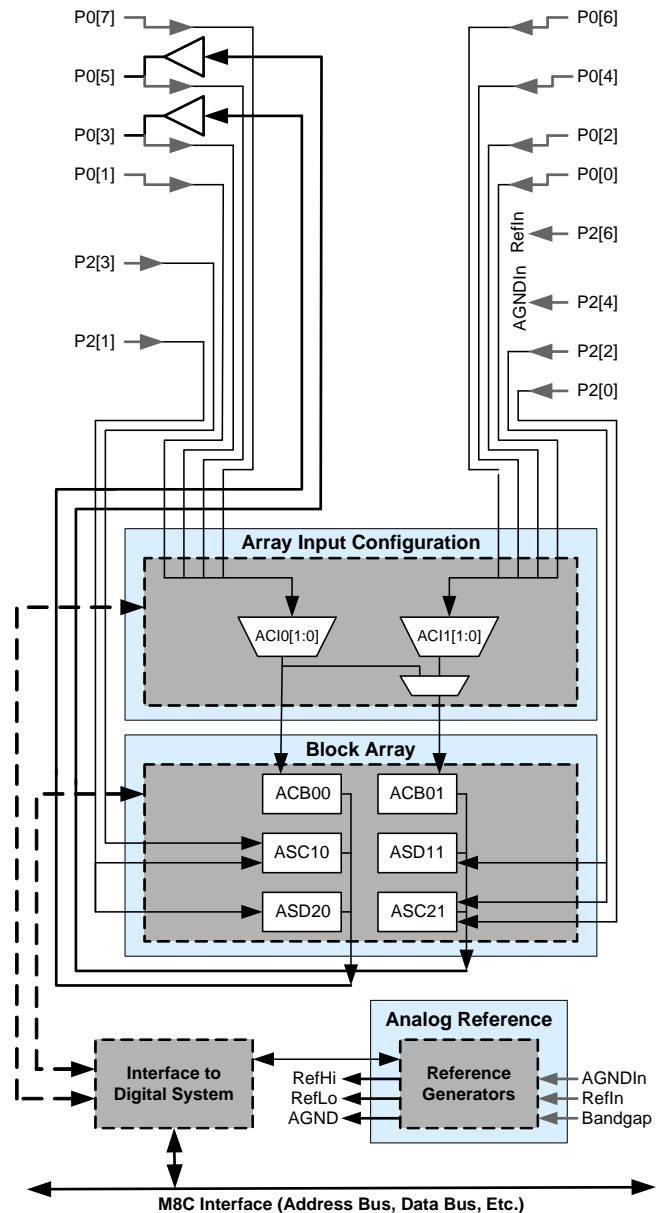 P0[7]
P0[6]
P0[5]
P0[4]
P0[3]
P0[2]
P0[1]
P0[0]
P2[6]
RefIn
P2[3]
AGNDIn
P2[4]
P2[1]
P2[2]
P2[0]
Array Input Configuration
ACI0[1:0]
ACI1[1:0]
Block Array
ACB00
ACB01
ASC10
ASD11
ASD20
ASC21
Analog Reference
Interface to
Digital System
Reference
Generators
RefHi
RefLo
AGND
AGNDIn
RefIn
Bandgap
M8C Interface (Address Bus, Data Bus, Etc.)